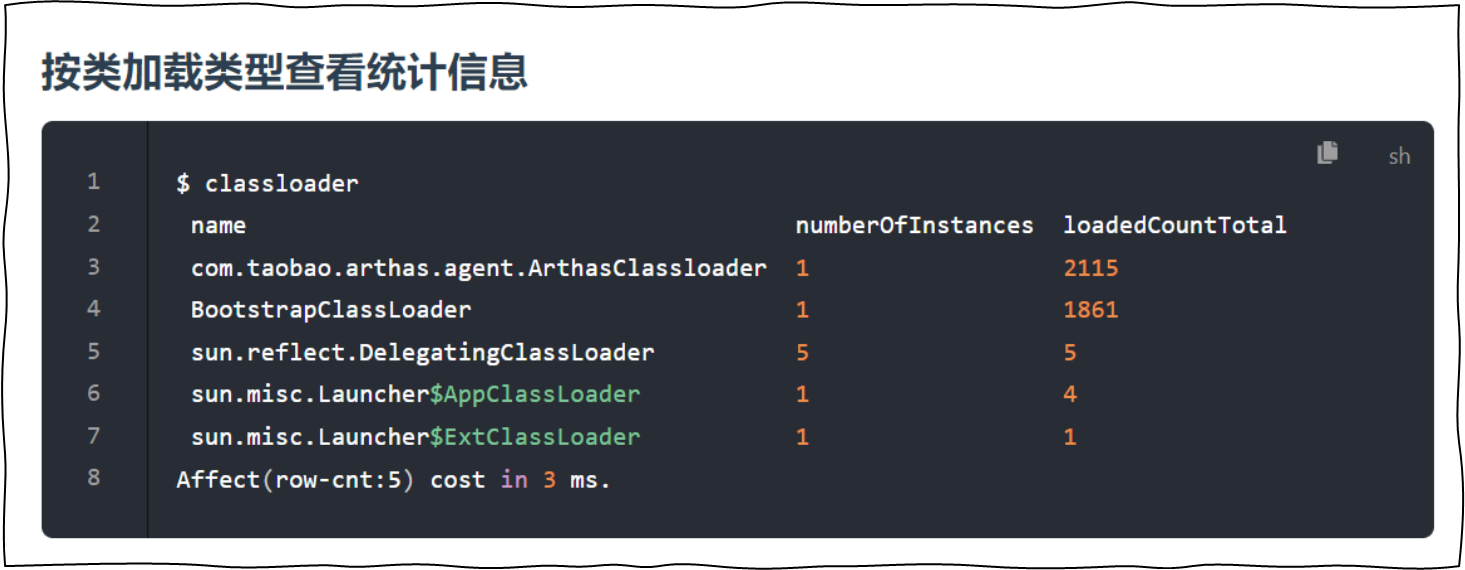 按类加载类型查看统计信息
sh
1 $ classloader
2 name numberOfInstances loadedCountTotal
3 com.taobao.arthas.agent.ArthasClassloader 1 2115
4 BootstrapClassLoader 1 1861
5 sun.reflect.DelegatingClassLoader 5 5
6 sun.misc.Launcher$AppClassLoader 1 4
7 sun.misc.Launcher$ExtClassLoader 1 1
8 Affect(row-cnt:5) cost in 3 ms.